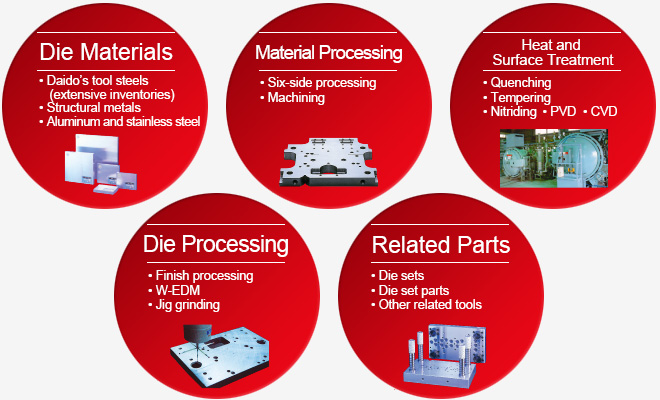 Die Materials
▪ Daido's tool steels
(extensive inventories)
▪ Structural metals
▪ Aluminum and stainless steel
Material Processing
▪ Six-side processing
▪ Machining
Heat and
Surface Treatment
▪ Quenching
▪ Tempering
▪ Nitriding ▪ PVD ▪ CVD
Die Processing
▪ Finish processing
▪ W-EDM
▪ Jig grinding
Related Parts
▪ Die sets
▪ Die set parts
▪ Other related tools